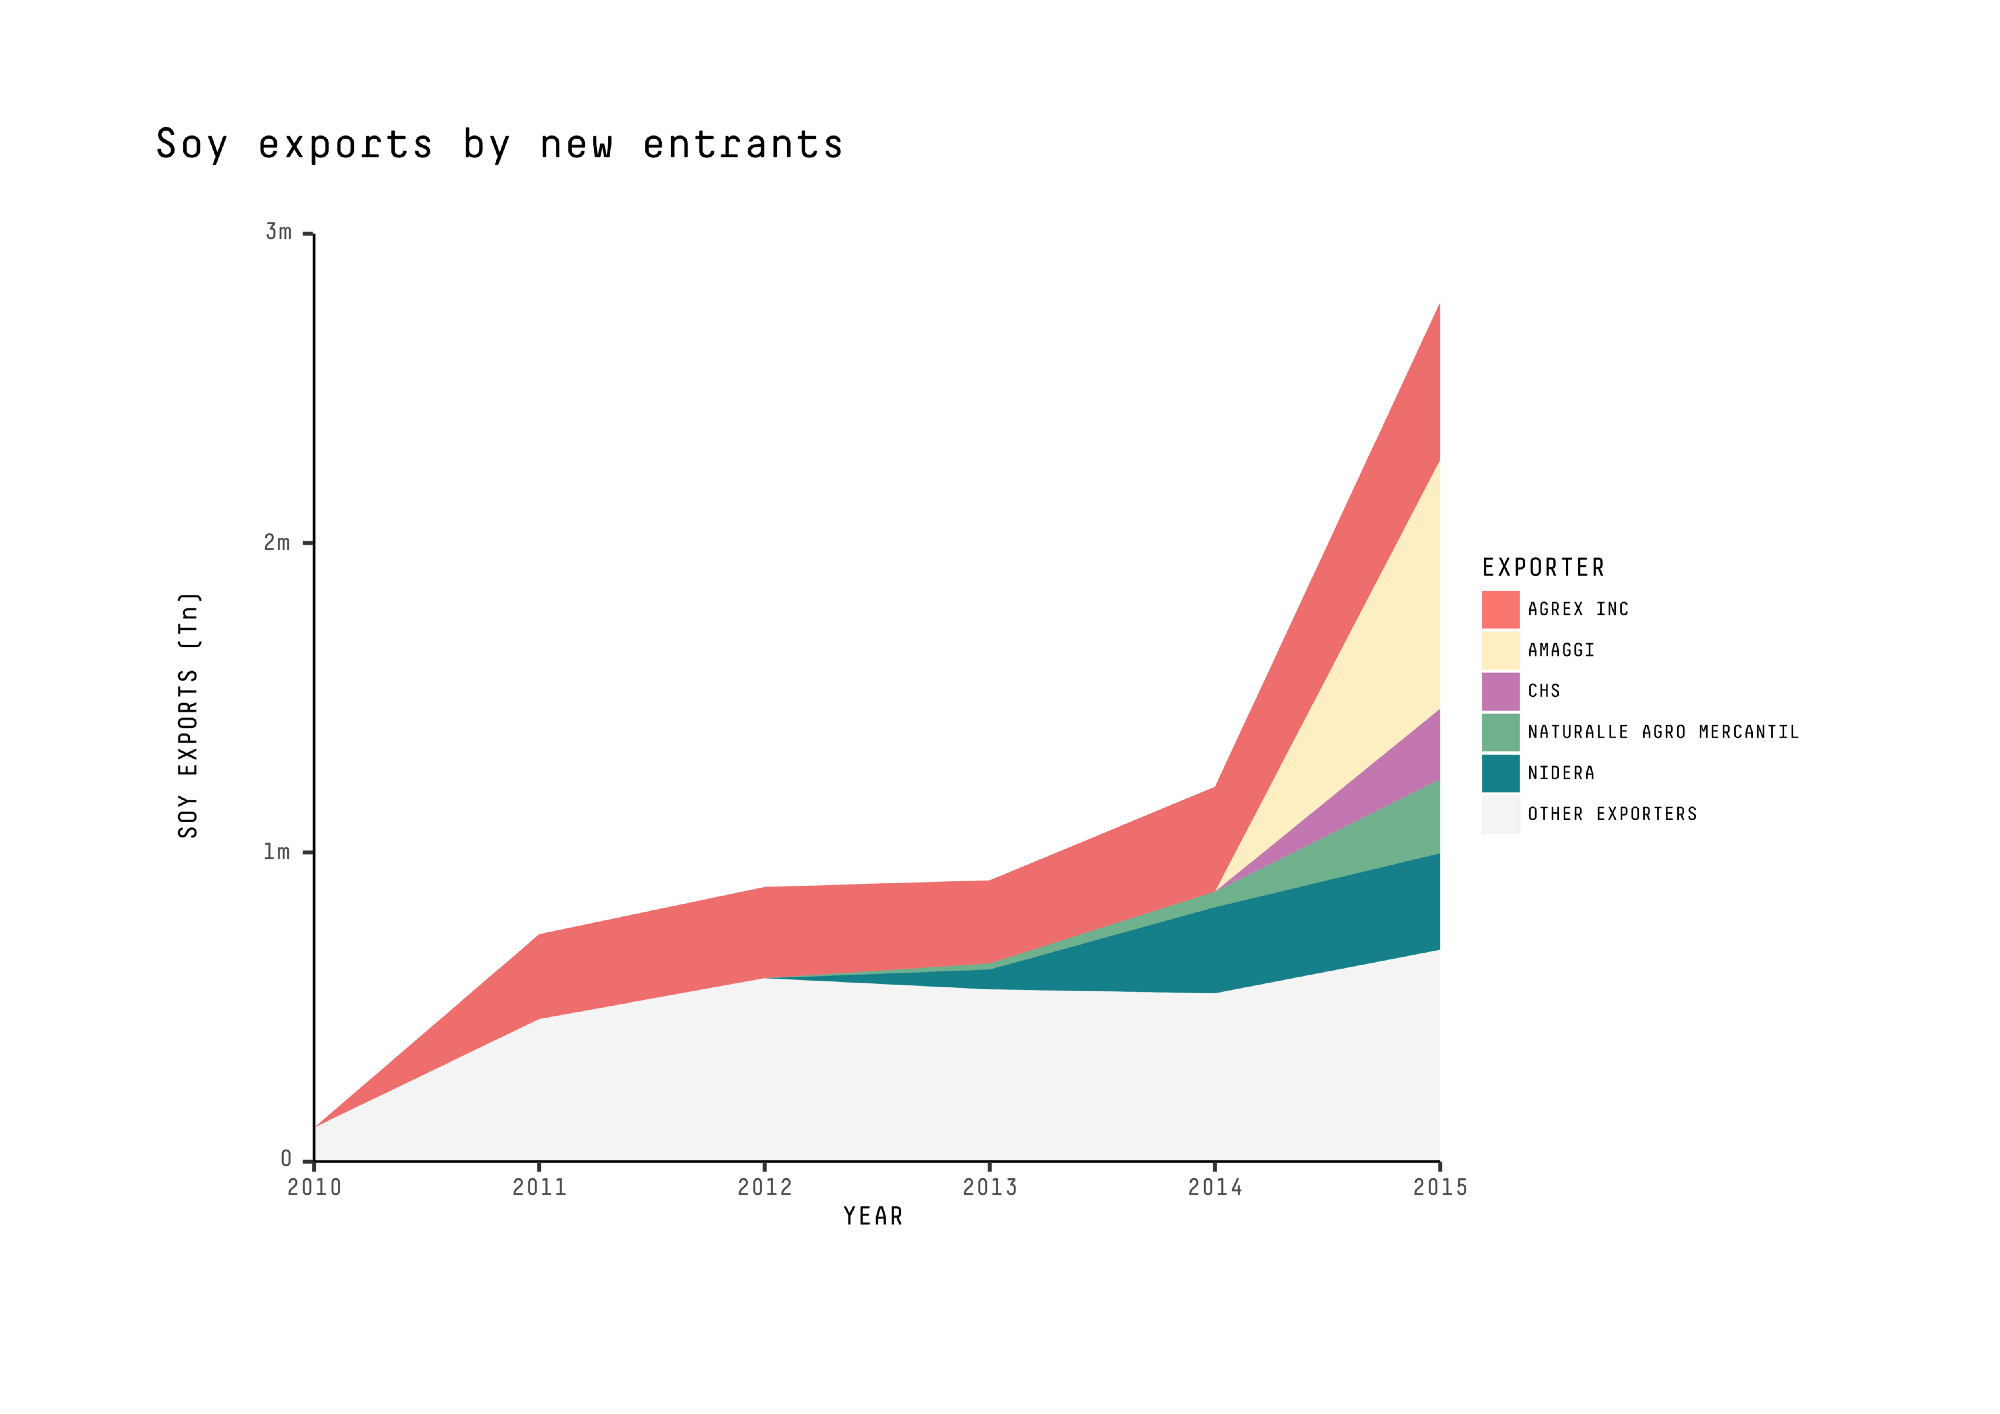 Soy exports by new entrants
3m
2m
1m
0
SOY EXPORTS (Tn)
2010 2011 2012 2013 2014 2015
YEAR
EXPORTER
AGREX INC
AMAGGI
CHS
NATURALLE AGRO MERCANTIL
NIDERA
OTHER EXPORTERS